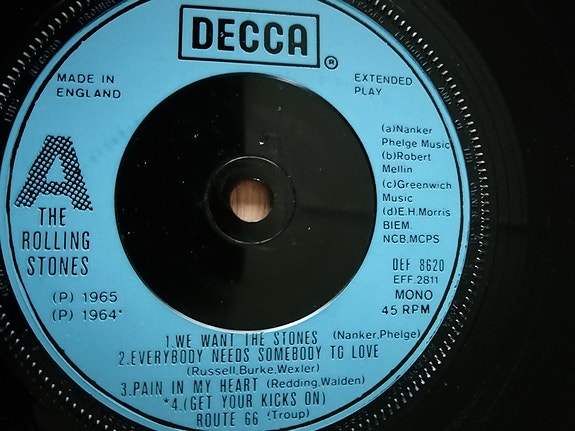 DECCA
®
MADE IN
ENGLAND
EXTENDED
PLAY
A
THE
ROLLING
STONES
(P) 1965
(P) 1964*
(a)Nanker
Phelge Music
(b)Robert
Mellin
(c)Greenwich
Music
(d)E.H.Morris
BIEM.
NCB,MCPS
DEF 8620
EFF.2811
MONO
45 RPM
1.WE WANT THE STONES (Nanker,Phelge)
2.EVERYBODY NEEDS SOMEBODY TO LOVE
(Russell,Burke,Wexler)
3.PAIN IN MY HEART (Redding,Walden)
*4.(GET YOUR KICKS ON)
ROUTE 66 (Troup)